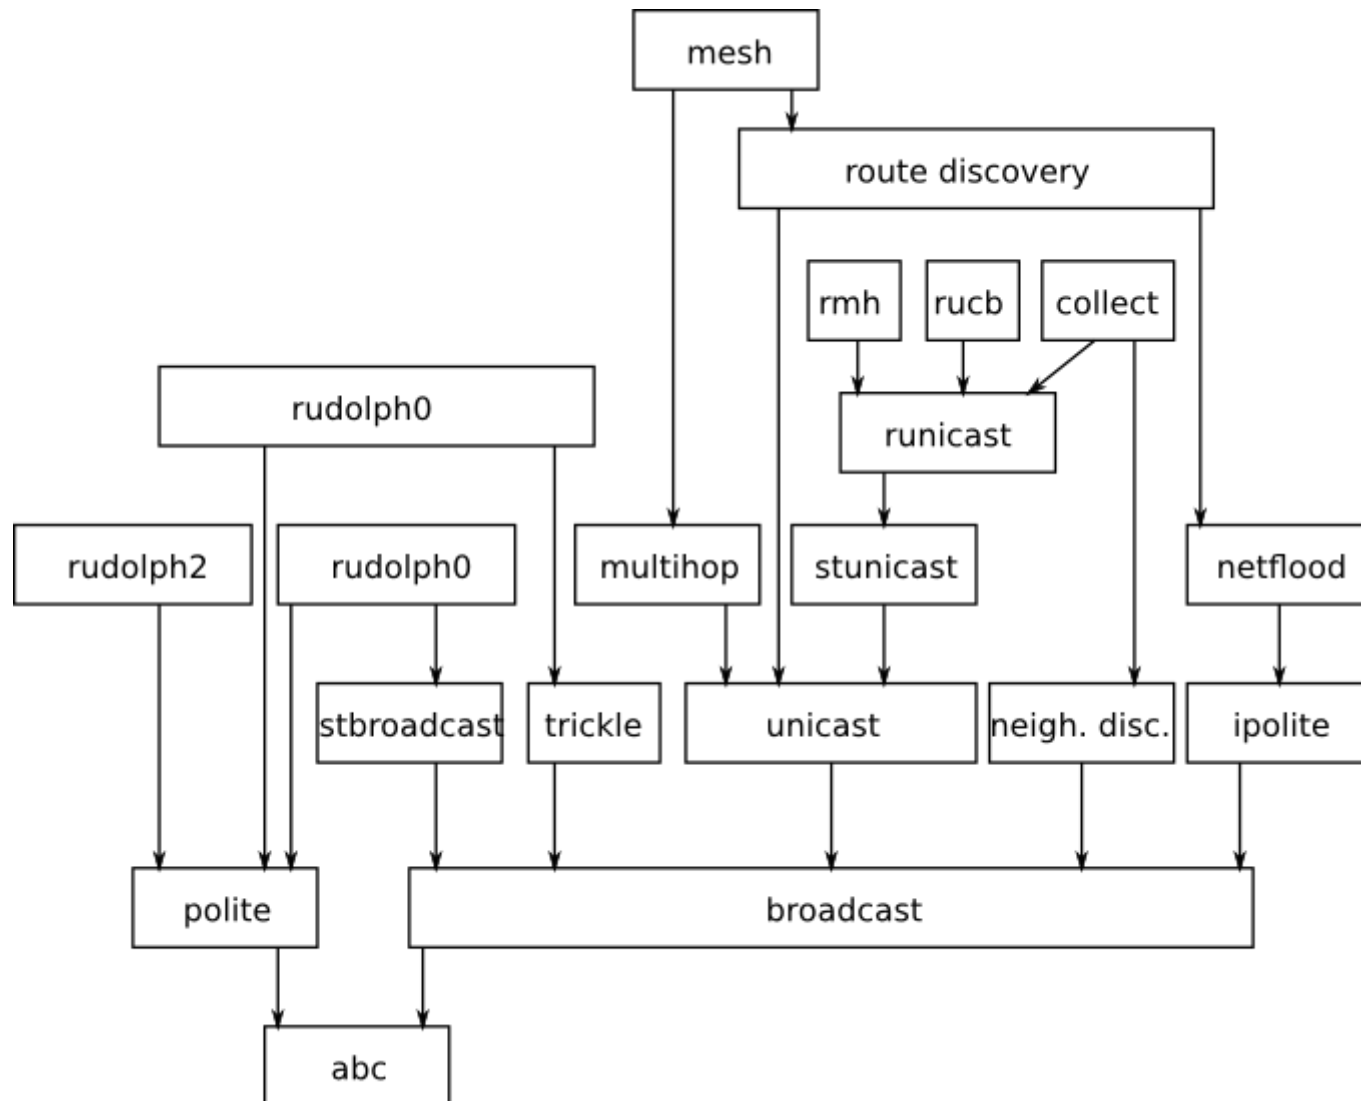 mesh
route discovery
rmh
rucb
collect
rudolph0
runicast
rudolph2
rudolph0
multihop
stunicast
netflood
stbroadcast
trickle
unicast
neigh. disc.
ipolite
polite
broadcast
abc